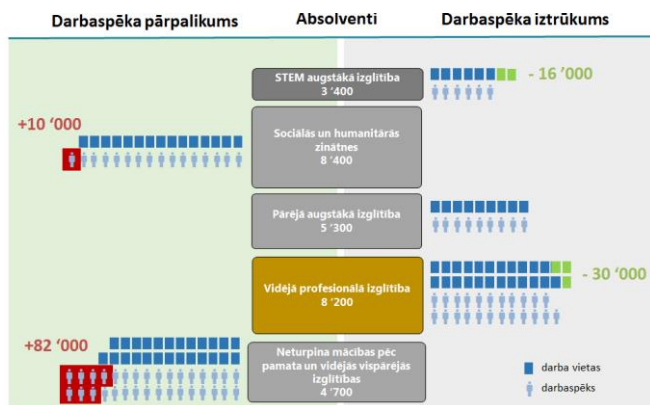 Darbaspēka pārpalikums
Absolventi
Darbaspēka iztrūkums
STEM augstākā izglītība
3 ‘400
- 16 ‘000
+10 ‘000
Sociālās un humanitārās
zinātnes
8 ‘400
Pārējā augstākā izglītība
5 ‘300
Vidējā profesionālā izglītība
8 ‘200
- 30 ‘000
+82 ‘000
Neturpina mācības pēc
pamata un vidējās vispārējās
izglītības
4 ‘700
darba vietas
darbaspēks